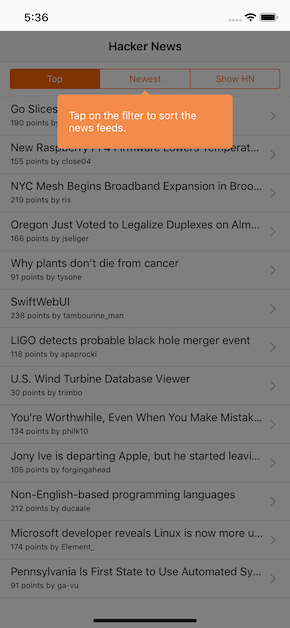 5:36
Hacker News
Top
Newest
Show HN
Tap on the filter to sort the
news feeds.
Go Slices
190 points by
New Raspberry Pi 4 Firmware Lowers Temperat...
155 points by close04
NYC Mesh Begins Broadband Expansion in Broo...
219 points by ris
Oregon Just Voted to Legalize Duplexes on Alm...
166 points by jseliger
Why plants don't die from cancer
91 points by tysone
SwiftWebUI
238 points by tambourine_man
LIGO detects probable black hole merger event
118 points by apaprocki
U.S. Wind Turbine Database Viewer
30 points by trimbo
You're Worthwhile, Even When You Make Mistak...
134 points by philk10
Jony Ive is departing Apple, but he started leavi...
105 points by forgingahead
Non-English-based programming languages
212 points by ducaale
Microsoft developer reveals Linux is now more u...
174 points by Element_
Pennsylvania Is First State to Use Automated Sy...
91 points by ga-vu